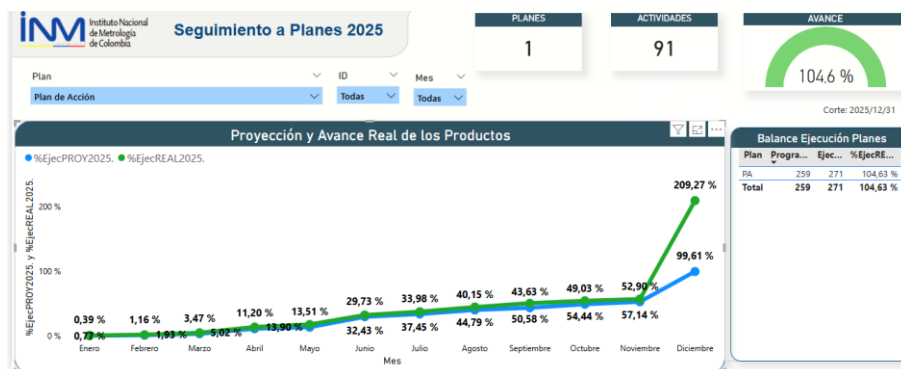 INM Instituto Nacional
de Metrología
de Colombia
Seguimiento a Planes 2025
PLANES
1
ACTIVIDADES
91
AVANCE
104.6 %
Corte: 2025/12/31
Plan
Plan de Acción
ID
Todas
Mes
Todas
Proyección y Avance Real de los Productos
%EjecPROY2025. %EjecREAL2025.
%EjecPROY2025. y %EjecREAL2025.
200 %
100 %
0 %
0,39 % 1,16 % 3,47 % 11,20 % 13,51 % 29,73 % 33,98 % 40,15 % 43,63 % 49,03 % 52,90 % 209,27 %
0,77 % 1,93 % 5,02 % 13,90 % 32,43 % 37,45 % 44,79 % 50,58 % 54,44 % 57,14 % 99,61 %
Enero Febrero Marzo Abril Mayo Junio Julio Agosto Septiembre Octubre Noviembre Diciembre
Mes
Balance Ejecución Planes
Plan Progra... Ejec... %EjecRE...
PA 259 271 104,63 %
Total 259 271 104,63 %